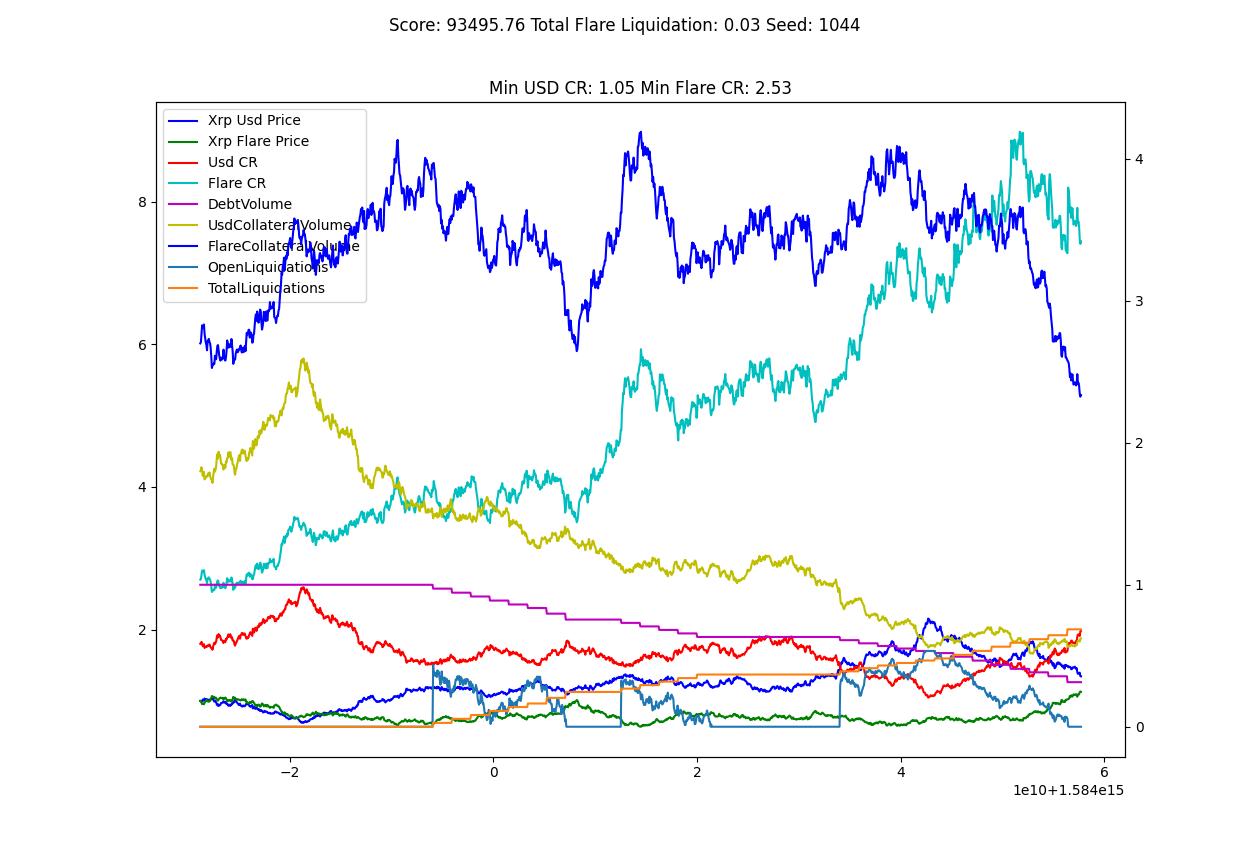 Score: 93495.76 Total Flare Liquidation: 0.03 Seed: 1044
Min USD CR: 1.05 Min Flare CR: 2.53
Xrp Usd Price
Xrp Flare Price
Usd CR
Flare CR
DebtVolume
UsdCollateralVolume
FlareCollateralVolume
OpenLiquidations
TotalLiquidations
8
6
4
2
4
3
2
1
0
−2
0
2
4
6
1e10+1.584e15